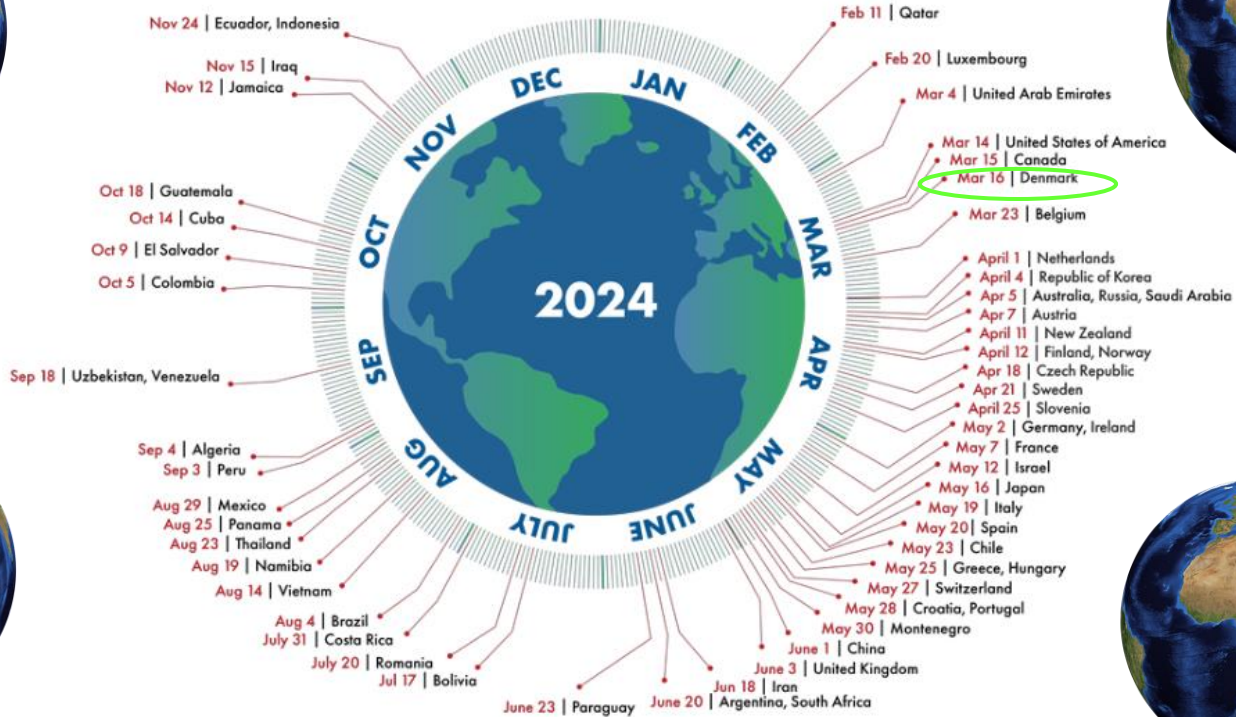 Nov 24 | Ecuador, Indonesia
Nov 15 | Iraq
Nov 12 | Jamaica
Oct 18 | Guatemala
Oct 14 | Cuba
Oct 9 | El Salvador
Oct 5 | Colombia
Sep 18 | Uzbekistan, Venezuela
Sep 4 | Algeria
Sep 3 | Peru
Aug 29 | Mexico
Aug 25 | Panama
Aug 23 | Thailand
Aug 19 | Namibia
Aug 14 | Vietnam
Aug 4 | Brazil
July 31 | Costa Rica
July 20 | Romania
Jul 17 | Bolivia
DEC
JAN
NOV
FEB
OCT
MAR
2024
SEP
APR
AUG
MAY
JULY
JUNE
Feb 11 | Qatar
Feb 20 | Luxembourg
Mar 4 | United Arab Emirates
Mar 14 | United States of America
Mar 15 | Canada
Mar 16 | Denmark
Mar 23 | Belgium
April 1 | Netherlands
April 4 | Republic of Korea
Apr 5 | Australia, Russia, Saudi Arabia
Apr 7 | Austria
April 11 | New Zealand
April 12 | Finland, Norway
Apr 18 | Czech Republic
Apr 21 | Sweden
April 25 | Slovenia
May 2 | Germany, Ireland
May 7 | France
May 12 | Israel
May 16 | Japan
May 19 | Italy
May 20 | Spain
May 23 | Chile
May 25 | Greece, Hungary
May 27 | Switzerland
May 28 | Croatia, Portugal
May 30 | Montenegro
June 1 | China
June 3 | United Kingdom
Jun 18 | Iran
June 20 | Argentina, South Africa
June 23 | Paraguay